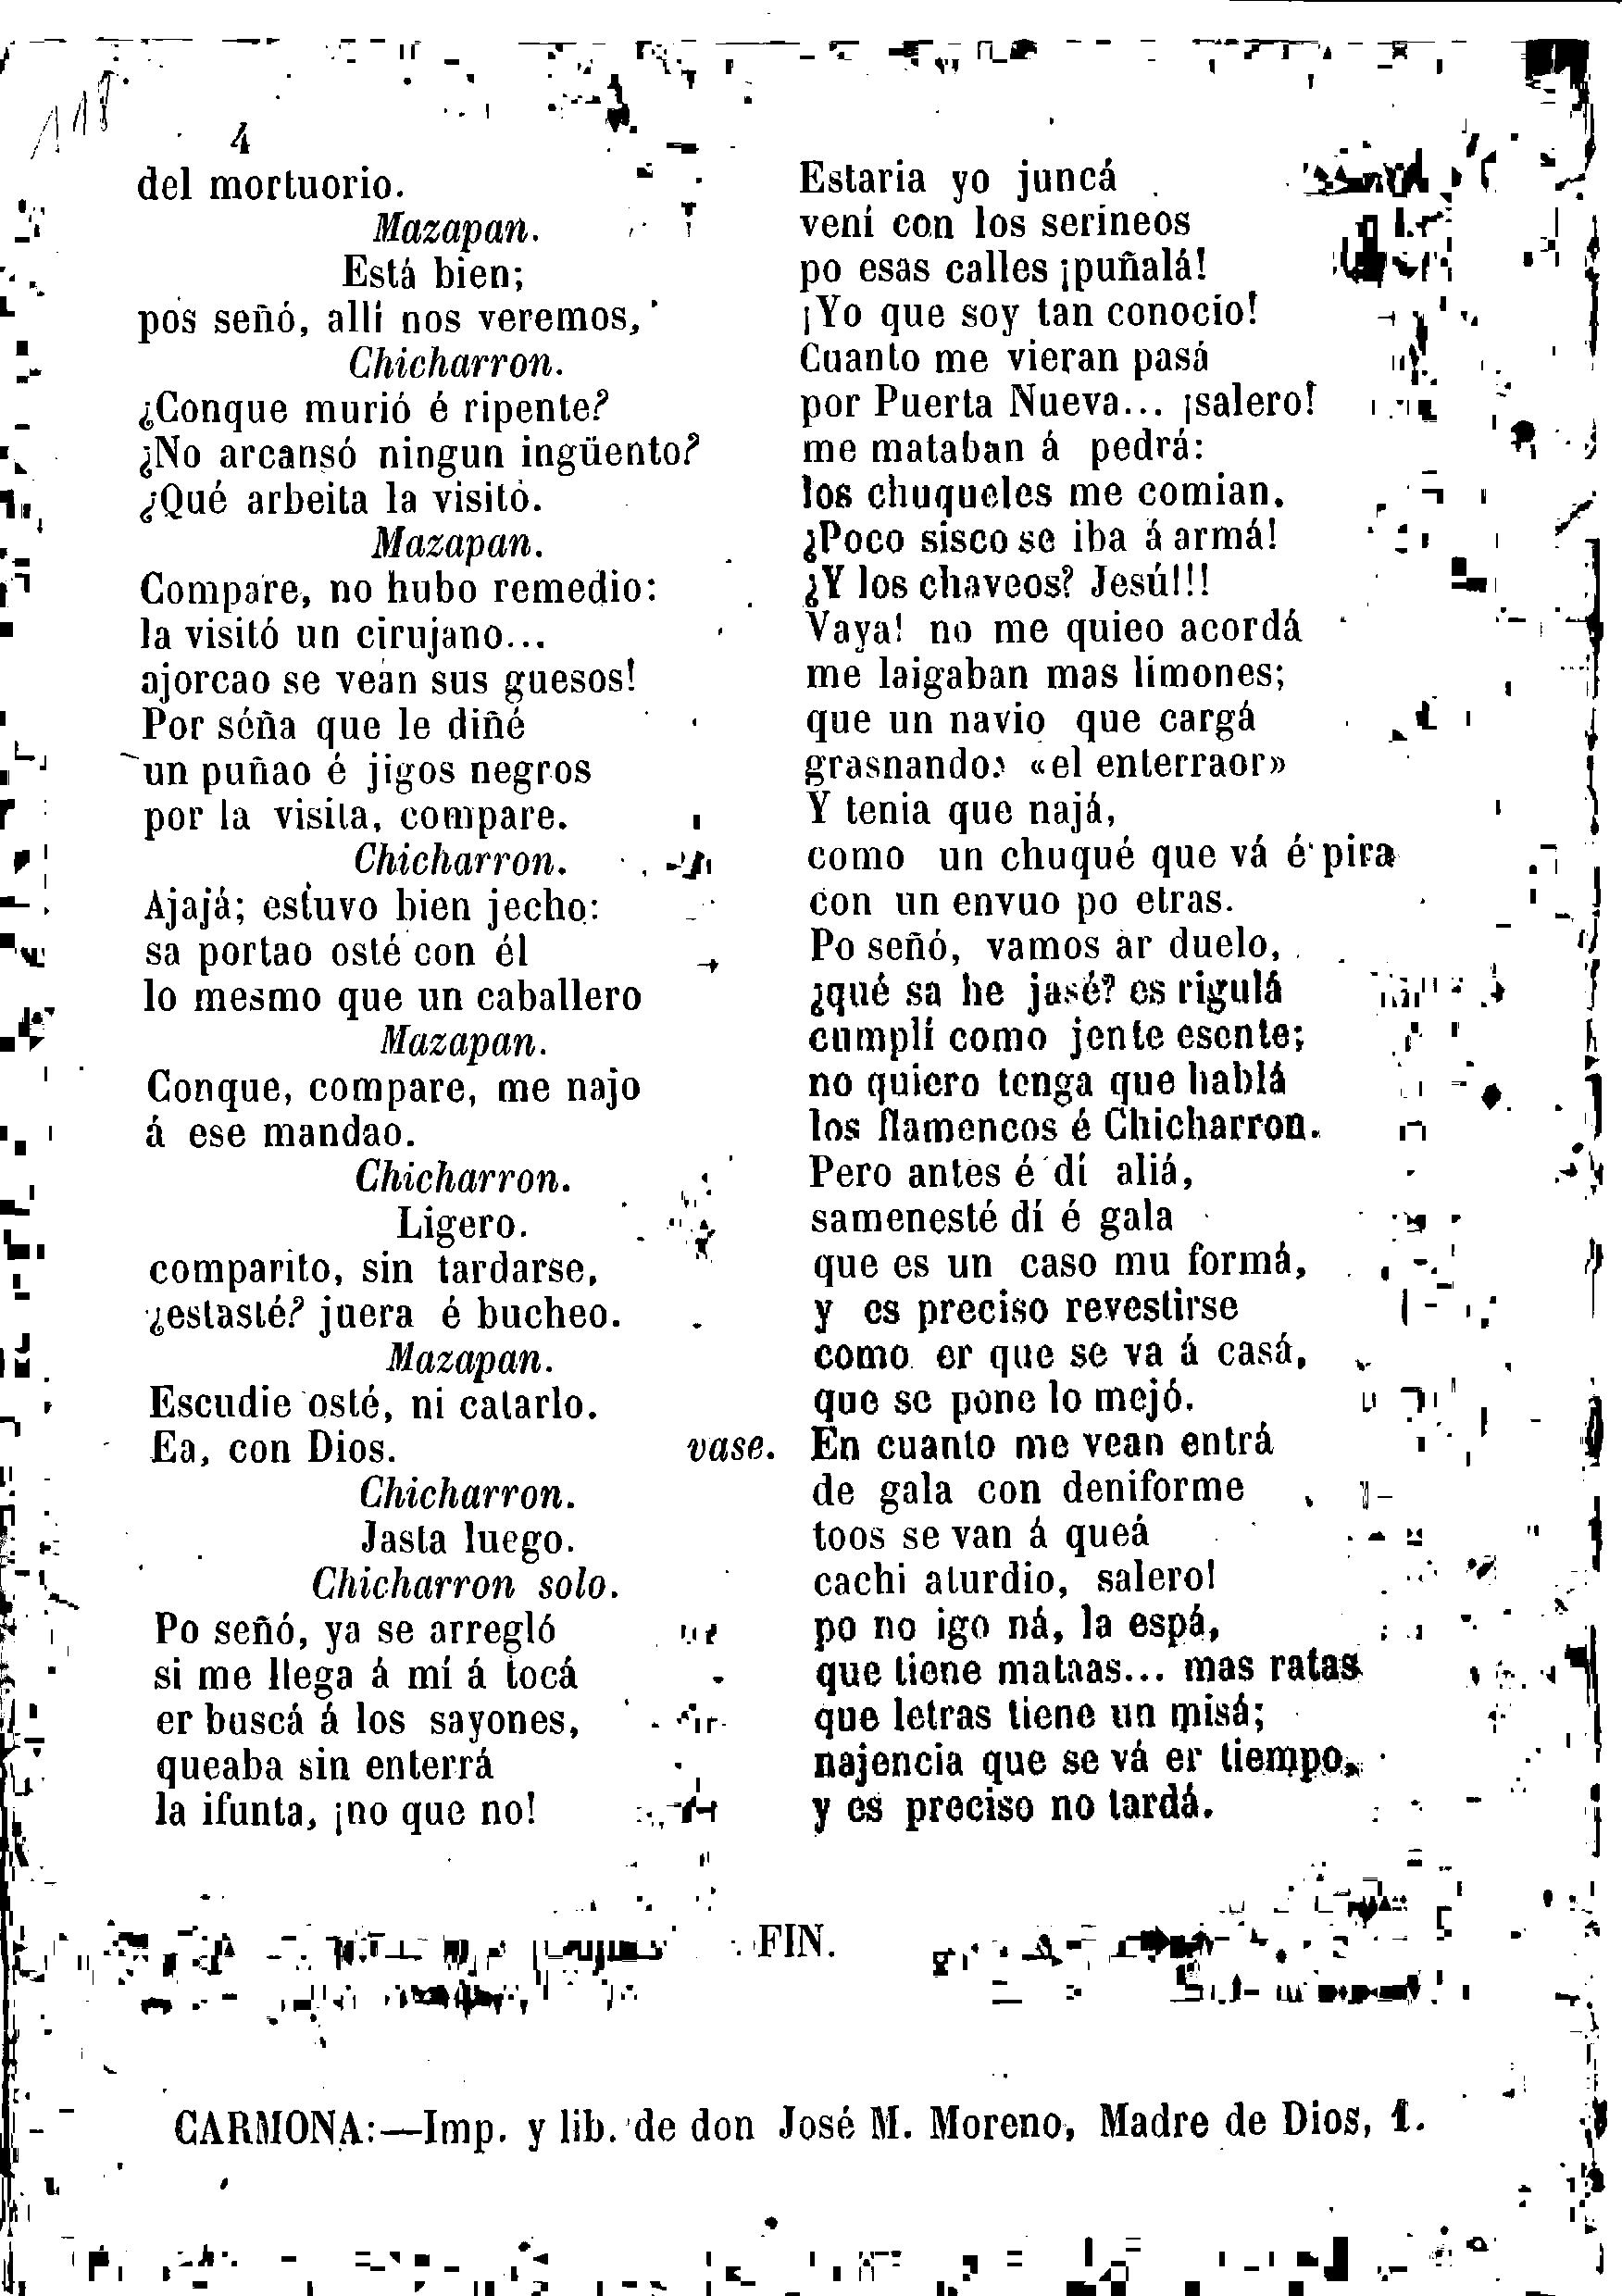 118
4
del mortuorio.
Mazapan.
Está bien;
pos señó, allí nos veremos,
Chicharron.
¿Conque murió é ripente?
¿No arcansó ningun ingüento?
¿Qué arbeita la visitó.
Mazapan.
Compare, no hubo remedio:
la visitó un cirujano...
ajorcao se vean sus guesos!
Por séña que le diñé
un puñao é jigos negros
por la visita, compare.
Chicharron.
Ajajá; estuvo bien jecho:
sa portao osté con él
lo mesmo que un caballero
Mazapan.
Conque, compare, me najo
á ese mandao.
Chicharron.
Ligero.
comparito, sin tardarse,
¿estasté? juera é bucheo.
Mazapan.
Escudie osté, ni catarlo.
Ea, con Dios. vase.
Chicharron.
Jasta luego.
Chicharron solo.
Po señó, ya se arregló
si me llega á mí á tocá
er buscá á los sayones,
queaba sin enterrá
la ifunta, ¡no que no!
Estaria yo juncá
vení con los serineos
po esas calles ¡puñalá!
¡Yo que soy tan conocio!
Cuanto me vieran pasá
por Puerta Nueva... ¡salero!
me mataban á pedrá:
los chuqueles me comian.
¿Poco sisco se iba á armá!
¿Y los chaveos? Jesú!!!
Vaya! no me quieo acordá
me laigaban mas limones;
que un navio que cargá
grasnando: «el enterraor»
Y tenia que najá,
como un chuqué que vá é pira
con un envuo po etras.
Po señó, vamos ar duelo,
¿qué sa he jasé? es rigulá
cumplí como jente esente;
no quiero tenga que hablá
los flamencos é Chicharron.
Pero antes é dí aliá,
samenesté dí é gala
que es un caso mu formá,
y es preciso revestirse
como er que se va á casá,
que se pone lo mejó.
En cuanto me vean entrá
de gala con deniforme
toos se van á queá
cachi aturdio, salero!
po no igo ná, la espá,
que tiene mataas... mas ratas
que letras tiene un misá;
najencia que se vá er tiempo,
y es preciso no tardá.
FIN.
CARMONA:—Imp. y lib. de don José M. Moreno, Madre de Dios, 1.